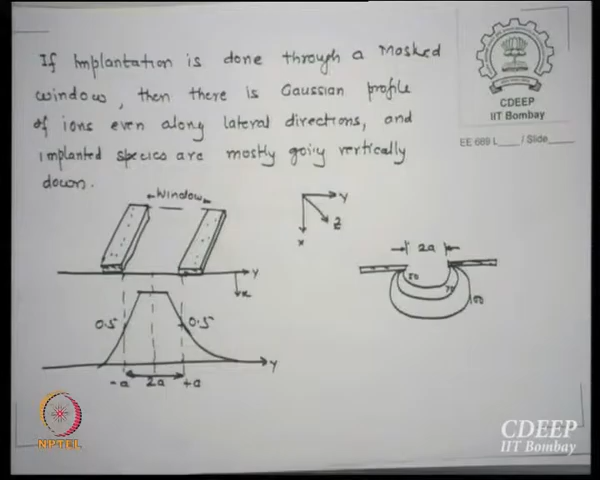 If Implantation is done through a Masked
window, then there is Gaussian profile
of ions even along lateral directions, and
implanted species are mostly going vertically
down.
CDEEP
IIT Bombay
EE 669 L / Slide
Window
Y
Z
X
Y
X
2a
50
70
50
0.5
0.5
-a 2a +a
Y
NPTEL
CDEEP
IIT Bombay